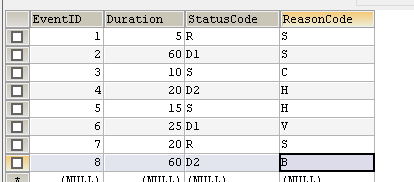 EventID Duration StatusCode ReasonCode
1 5 R S
2 60 D1 S
3 10 S C
4 20 D2 H
5 15 S H
6 25 D1 V
7 20 R S
8 60 D2 B
* (NULL) (NULL) (NULL) (NULL)